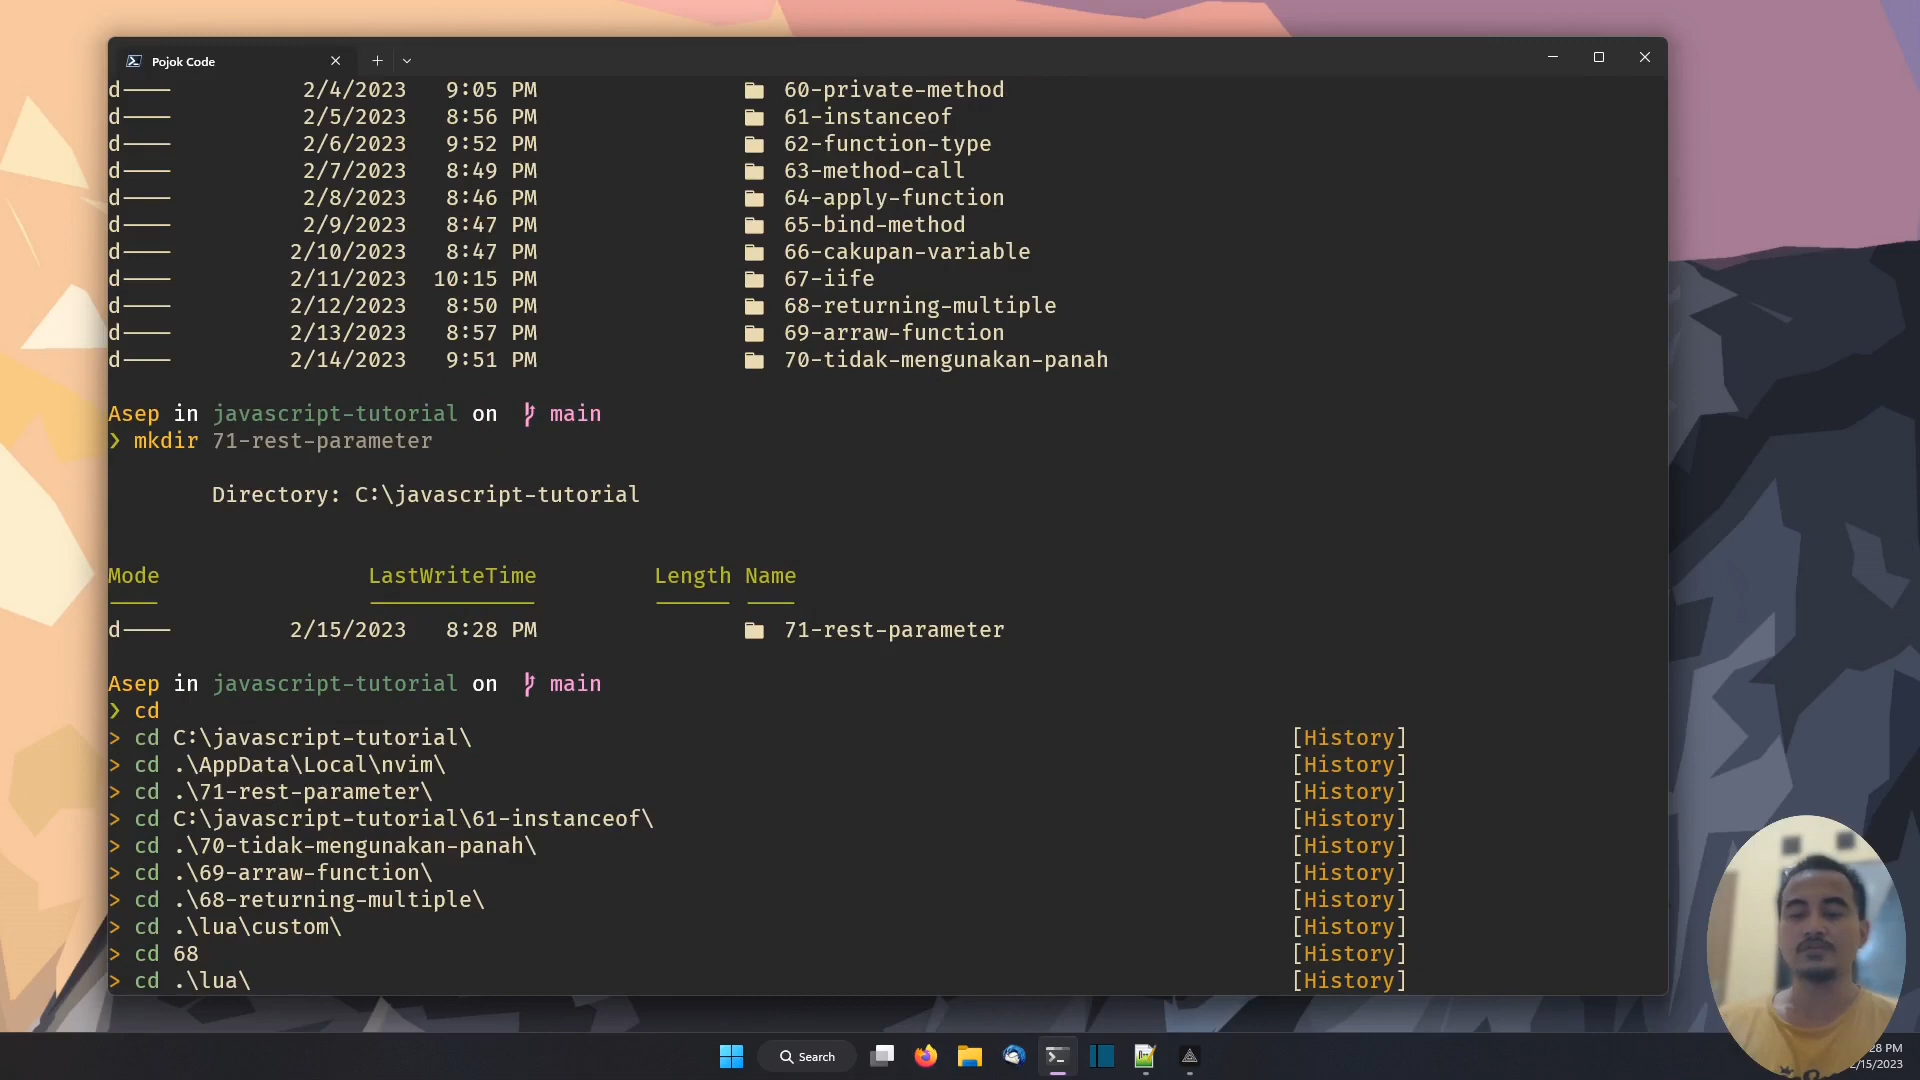 Pojok Code
d---- 2/4/2023 9:05 PM 60-private-method
d---- 2/5/2023 8:56 PM 61-instanceof
d---- 2/6/2023 9:52 PM 62-function-type
d---- 2/7/2023 8:49 PM 63-method-call
d---- 2/8/2023 8:46 PM 64-apply-function
d---- 2/9/2023 8:47 PM 65-bind-method
d---- 2/10/2023 8:47 PM 66-cakupan-variable
d---- 2/11/2023 10:15 PM 67-iife
d---- 2/12/2023 8:50 PM 68-returning-multiple
d---- 2/13/2023 8:57 PM 69-arraw-function
d---- 2/14/2023 9:51 PM 70-tidak-mengunakan-panah
Asep in javascript-tutorial on main
❯ mkdir 71-rest-parameter
Directory: C:\javascript-tutorial
Mode LastWriteTime Length Name
---- ------------- ------ ----
d---- 2/15/2023 8:28 PM 71-rest-parameter
Asep in javascript-tutorial on main
❯ cd
> cd C:\javascript-tutorial\ [History]
> cd .\AppData\Local\nvim\ [History]
> cd .\71-rest-parameter\ [History]
> cd C:\javascript-tutorial\61-instanceof\ [History]
> cd .\70-tidak-mengunakan-panah\ [History]
> cd .\69-arraw-function\ [History]
> cd .\68-returning-multiple\ [History]
> cd .\lua\custom\ [History]
> cd 68 [History]
> cd .\lua\ [History]
Search
28 PM
2/15/2023